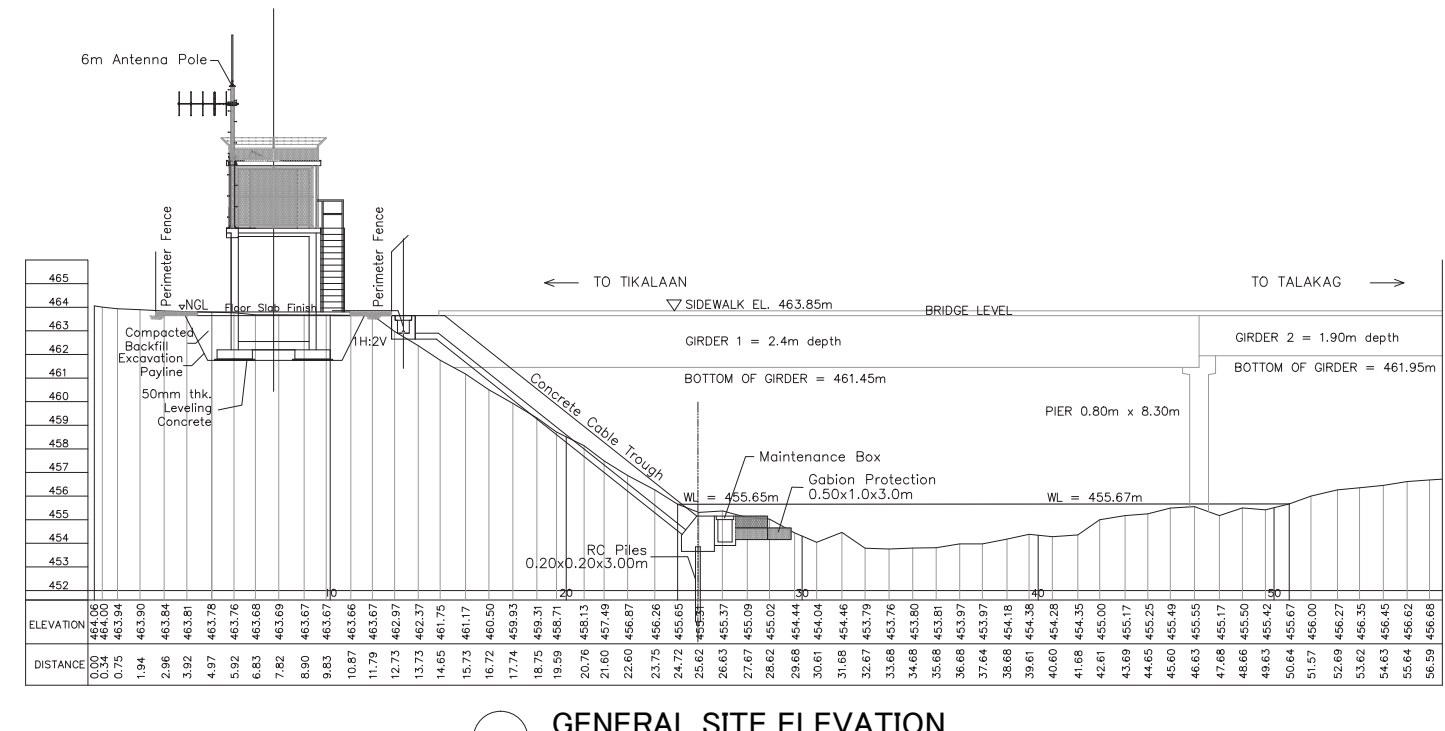 6m Antenna Pole
Perimeter Fence
Perimeter Fence
NGL
Floor Slab Finish
Compacted
Backfill
Excavation
Payline
50mm thk.
Leveling
Concrete
1H:2V
TO TIKALAAN
TO TALAKAG
SIDEWALK EL. 463.85m
BRIDGE LEVEL
GIRDER 1 = 2.4m depth
GIRDER 2 = 1.90m depth
BOTTOM OF GIRDER = 461.45m
BOTTOM OF GIRDER = 461.95m
PIER 0.80m x 8.30m
Concrete Cable Trough
Maintenance Box
Gabion Protection
0.50x1.0x3.0m
WL = 455.65m
WL = 455.67m
RC Piles
0.20x0.20x3.00m
465
464
463
462
461
460
459
458
457
456
455
454
453
452
10 20 30 40 50
ELEVATION 464.06 464.00 463.94 463.90 463.84 463.81 463.78 463.76 463.68 463.69 463.67 463.67 463.66 463.67 462.97 462.37 461.75 461.17 460.50 459.93 459.31 458.71 458.13 457.49 456.87 456.26 455.65 455.31 455.37 455.09 455.02 454.44 454.04 454.46 453.79 453.76 453.80 453.81 453.97 453.97 454.18 454.38 454.28 454.35 455.00 455.17 455.25 455.49 455.55 455.17 455.50 455.42 455.67 456.00 456.27 456.35 456.45 456.62 456.68
DISTANCE 0.00 0.34 0.75 1.94 2.96 3.92 4.97 5.92 6.83 7.82 8.90 9.83 10.87 11.79 12.73 13.73 14.65 15.73 16.72 17.74 18.75 19.59 20.76 21.60 22.60 23.75 24.72 25.62 26.63 27.67 28.62 29.68 30.61 31.68 32.67 33.68 34.68 35.68 36.68 37.64 38.68 39.61 40.60 41.68 42.61 43.69 44.65 45.60 46.63 47.68 48.66 49.63 50.64 51.57 52.69 53.62 54.63 55.64 56.59
GENERAL SITE ELEVATION